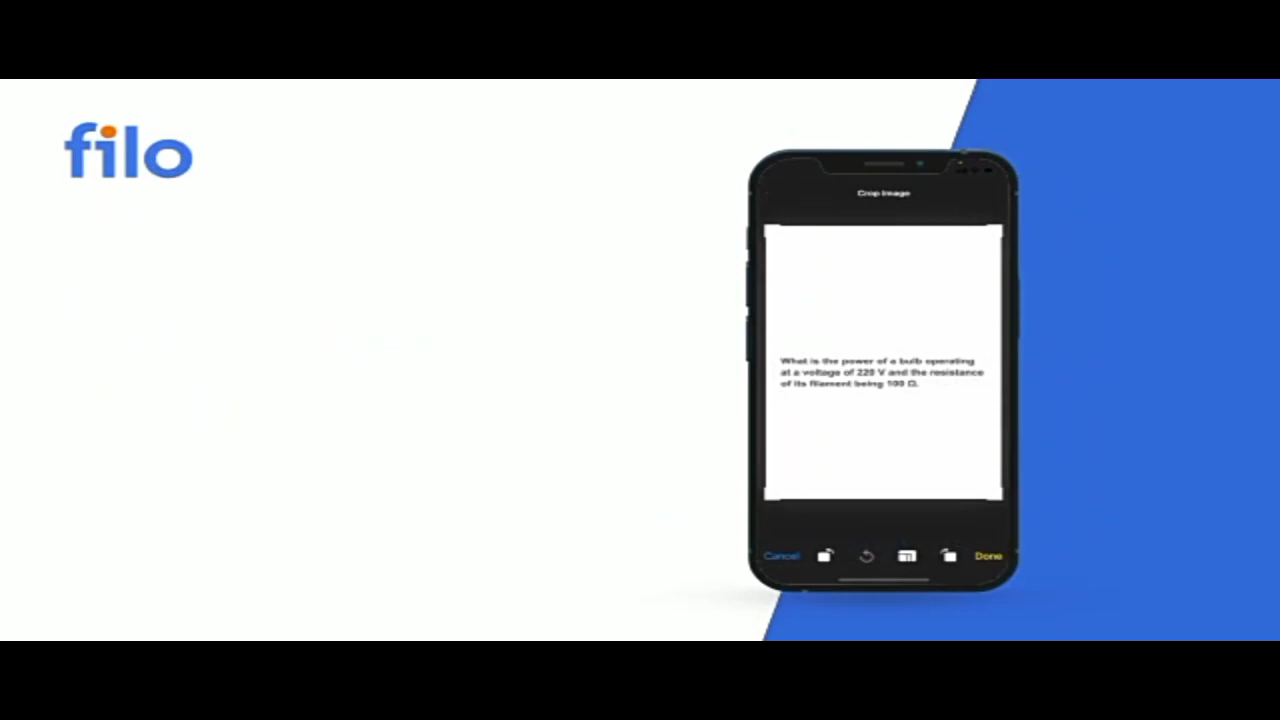 filo
Crop Image
What is the power of a bulb operating
at a voltage of 220 V and the resistance
of its filament being 100 Ω.
Cancel
Done